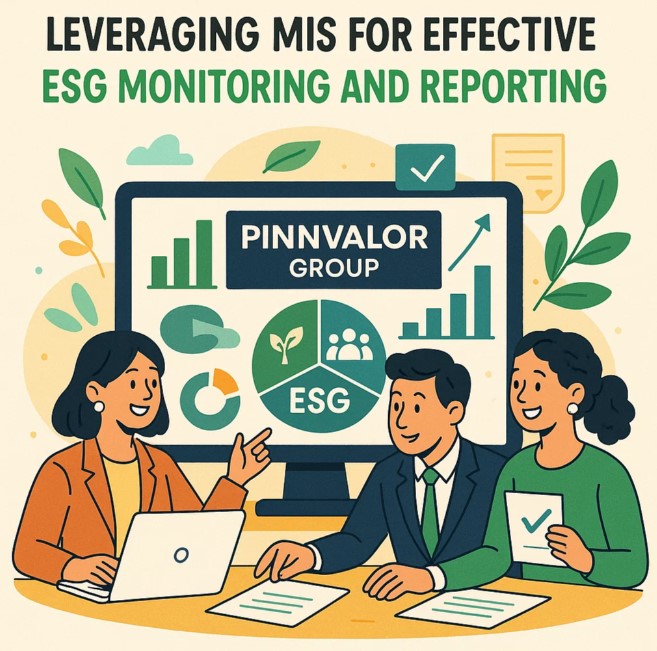 LEVERAGING MIS FOR EFFECTIVE
ESG MONITORING AND REPORTING
PINNVALOR
GROUP
ESG